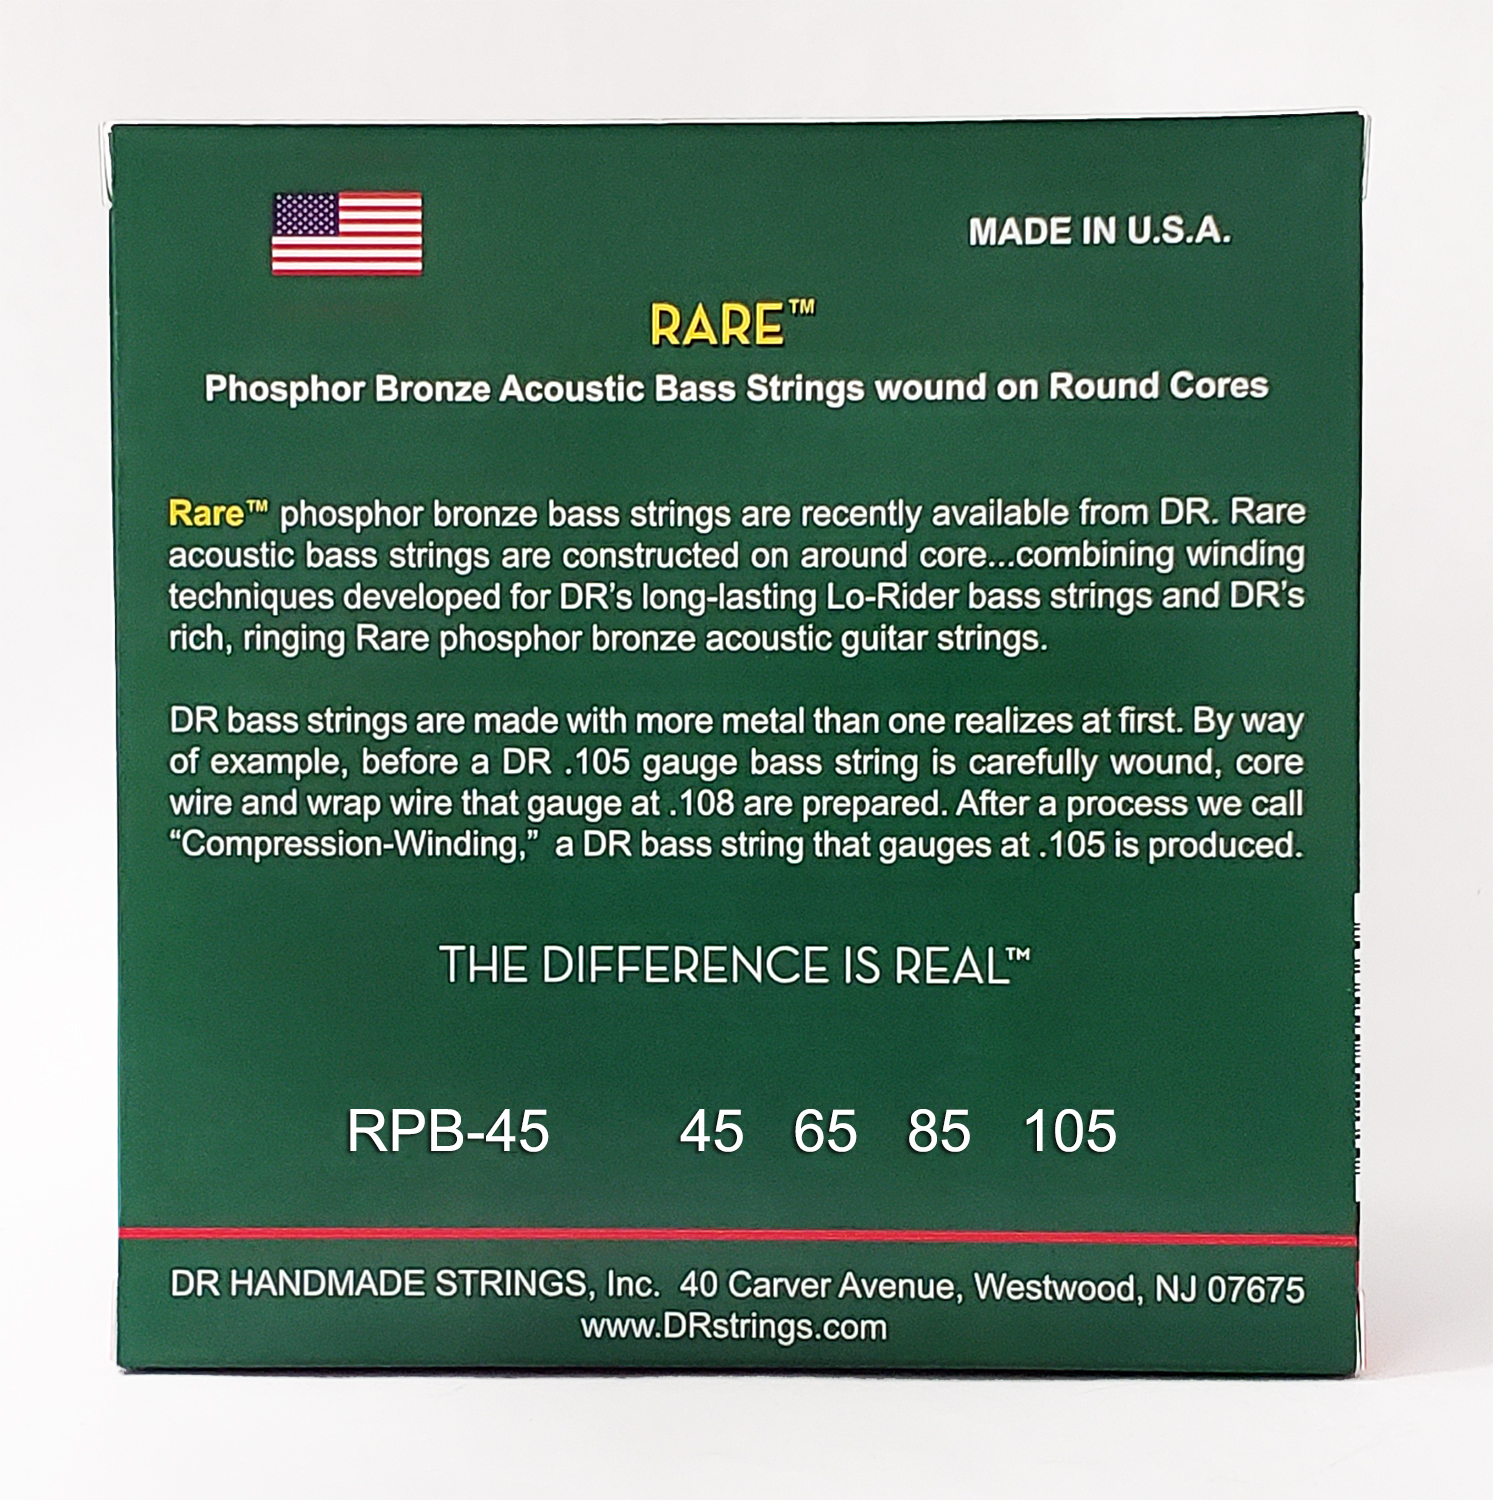 MADE IN U.S.A.
RARE™
Phosphor Bronze Acoustic Bass Strings wound on Round Cores
Rare™ phosphor bronze bass strings are recently available from DR. Rare
acoustic bass strings are constructed on around core...combining winding
techniques developed for DR's long-lasting Lo-Rider bass strings and DR's
rich, ringing Rare phosphor bronze acoustic guitar strings.
DR bass strings are made with more metal than one realizes at first. By way
of example, before a DR .105 gauge bass string is carefully wound, core
wire and wrap wire that gauge at .108 are prepared. After a process we call
“Compression-Winding,” a DR bass string that gauges at .105 is produced.
THE DIFFERENCE IS REAL™
RPB-45 45 65 85 105
DR HANDMADE STRINGS, Inc. 40 Carver Avenue, Westwood, NJ 07675
www.DRstrings.com